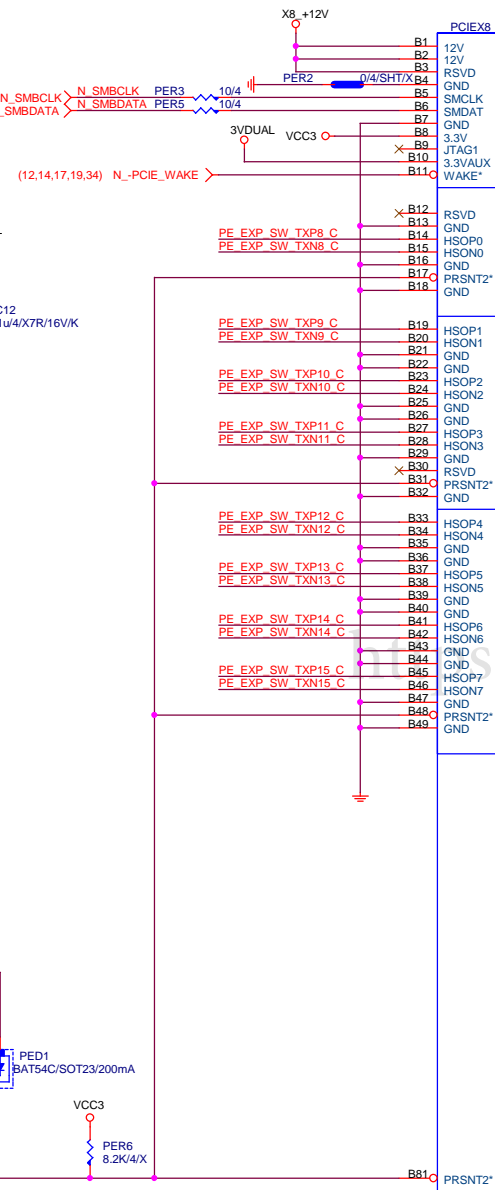 X8_+12V
PCIEX8
B1 12V
B2 12V
B3 RSVD
PER2 0/4/SHT/X B4 GND
N_SMBCLK N_SMBCLK PER3 10/4 B5 SMCLK
_SMBDATA N_SMBDATA PER5 10/4 B6 SMDAT
B7 GND
3VDUAL VCC3 B8 3.3V
B9 JTAG1
B10 3.3VAUX
(12,14,17,19,34) N_-PCIE_WAKE B11 WAKE*
B12 RSVD
B13 GND
PE_EXP_SW_TXP8_C B14 HSOP0
PE_EXP_SW_TXN8_C B15 HSON0
B16 GND
B17 PRSNT2*
B18 GND
C12
1u/4/X7R/16V/K
PE_EXP_SW_TXP9_C B19 HSOP1
PE_EXP_SW_TXN9_C B20 HSON1
B21 GND
B22 GND
PE_EXP_SW_TXP10_C B23 HSOP2
PE_EXP_SW_TXN10_C B24 HSON2
B25 GND
B26 GND
PE_EXP_SW_TXP11_C B27 HSOP3
PE_EXP_SW_TXN11_C B28 HSON3
B29 GND
B30 RSVD
B31 PRSNT2*
B32 GND
PE_EXP_SW_TXP12_C B33 HSOP4
PE_EXP_SW_TXN12_C B34 HSON4
B35 GND
B36 GND
PE_EXP_SW_TXP13_C B37 HSOP5
PE_EXP_SW_TXN13_C B38 HSON5
B39 GND
B40 GND
PE_EXP_SW_TXP14_C B41 HSOP6
PE_EXP_SW_TXN14_C B42 HSON6
B43 GND
B44 GND
https
PE_EXP_SW_TXP15_C B45 HSOP7
PE_EXP_SW_TXN15_C B46 HSON7
B47 GND
B48 PRSNT2*
B49 GND
PED1
BAT54C/SOT23/200mA
VCC3
PER6
8.2K/4/X
B81 PRSNT2*